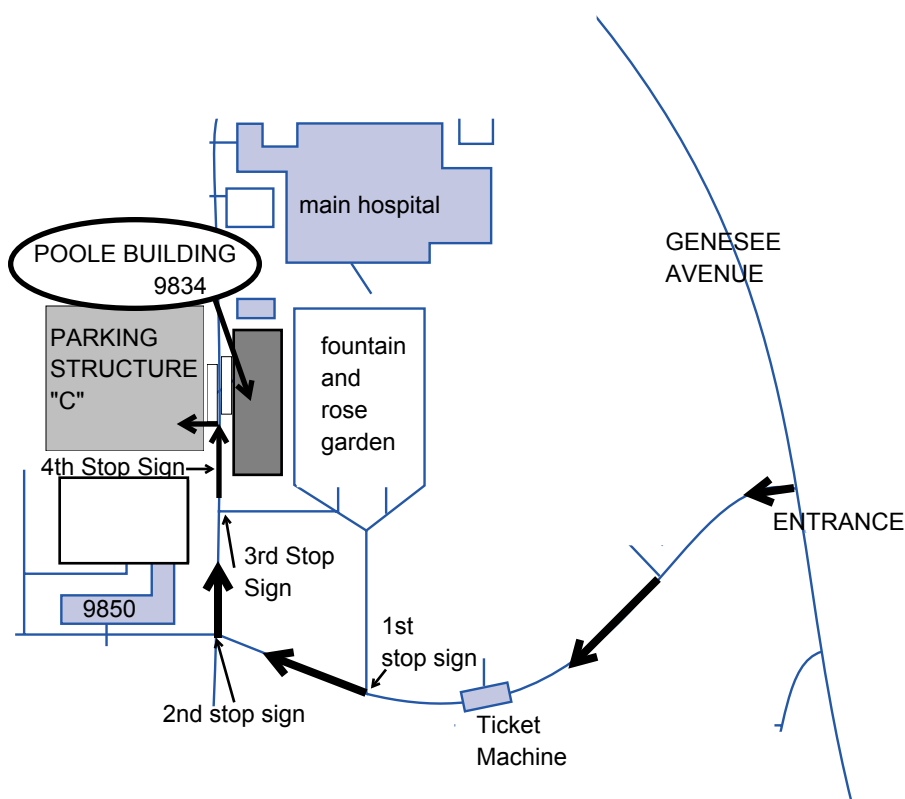 main hospital
GENESEE
AVENUE
POOLE BUILDING
9834
PARKING
STRUCTURE
"C"
fountain
and
rose
garden
4th Stop Sign
ENTRANCE
3rd Stop
Sign
9850
1st
stop sign
2nd stop sign
Ticket
Machine